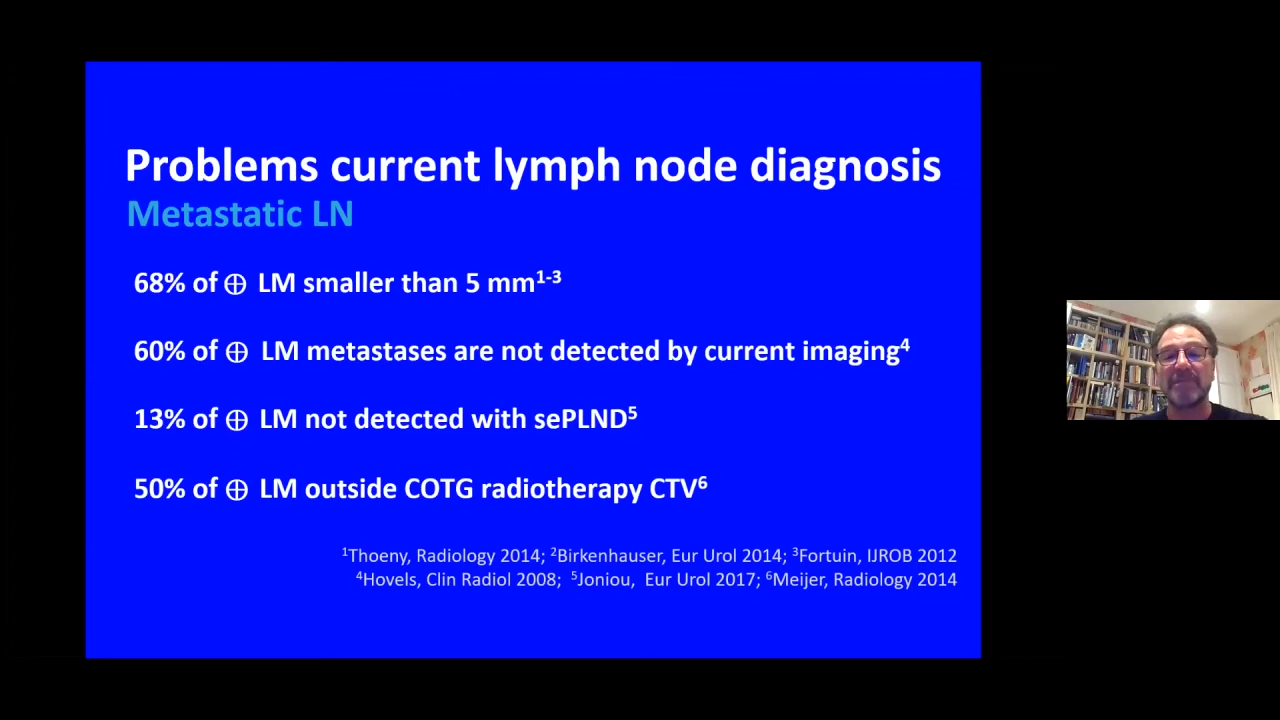 Problems current lymph node diagnosis
Metastatic LN
68% of ⊕ LM smaller than 5 mm¹⁻³
60% of ⊕ LM metastases are not detected by current imaging⁴
13% of ⊕ LM not detected with sePLND⁵
50% of ⊕ LM outside COTG radiotherapy CTV⁶
¹Thoeny, Radiology 2014; ²Birkenhauser, Eur Urol 2014; ³Fortuin, IJROB 2012
⁴Hovels, Clin Radiol 2008; ⁵Joniou, Eur Urol 2017; ⁶Meijer, Radiology 2014